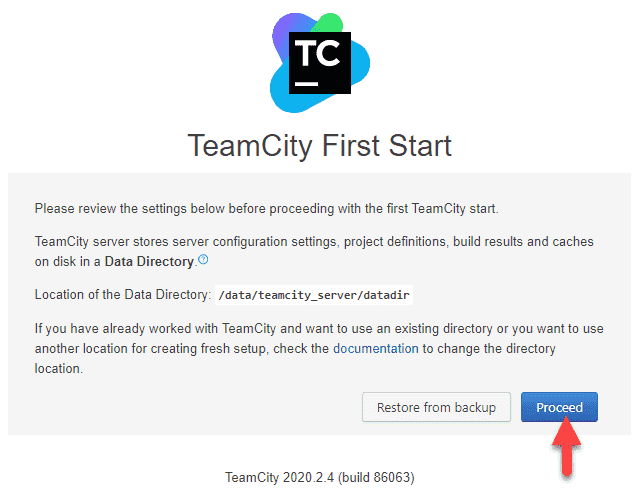 TC
TeamCity First Start
Please review the settings below before proceeding with the first TeamCity start.
TeamCity server stores server configuration settings, project definitions, build results and caches
on disk in a Data Directory.?
Location of the Data Directory: /data/teamcity_server/datadir
If you have already worked with TeamCity and want to use an existing directory or you want to use
another location for creating fresh setup, check the documentation to change the directory
location.
Restore from backup
Proceed
TeamCity 2020.2.4 (build 86063)